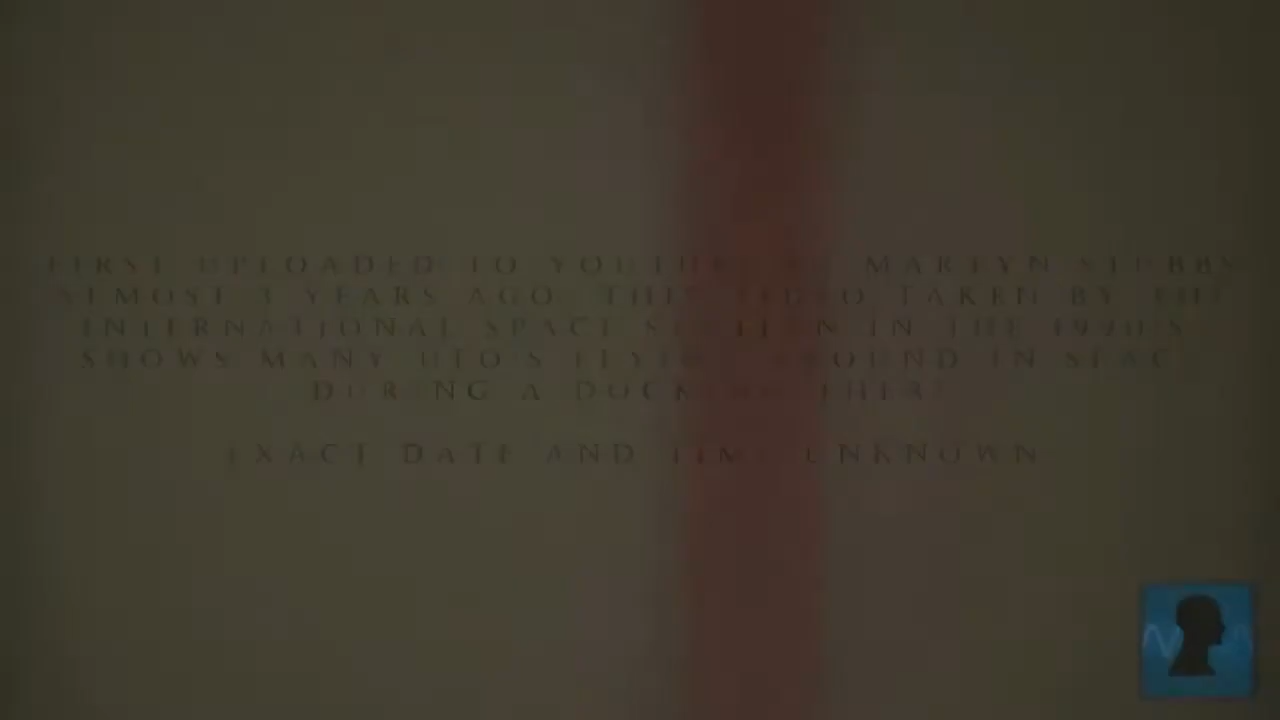 FIRST UPLOADED TO YOUTUBE BY MARTYN STUBBS
ALMOST 3 YEARS AGO. THIS VIDEO TAKEN BY THE
INTERNATIONAL SPACE STATION IN THE 1990'S
SHOWS MANY UFO'S FLYING AROUND IN SPACE
DURING A DOCKING THERE
EXACT DATE AND TIME UNKNOWN